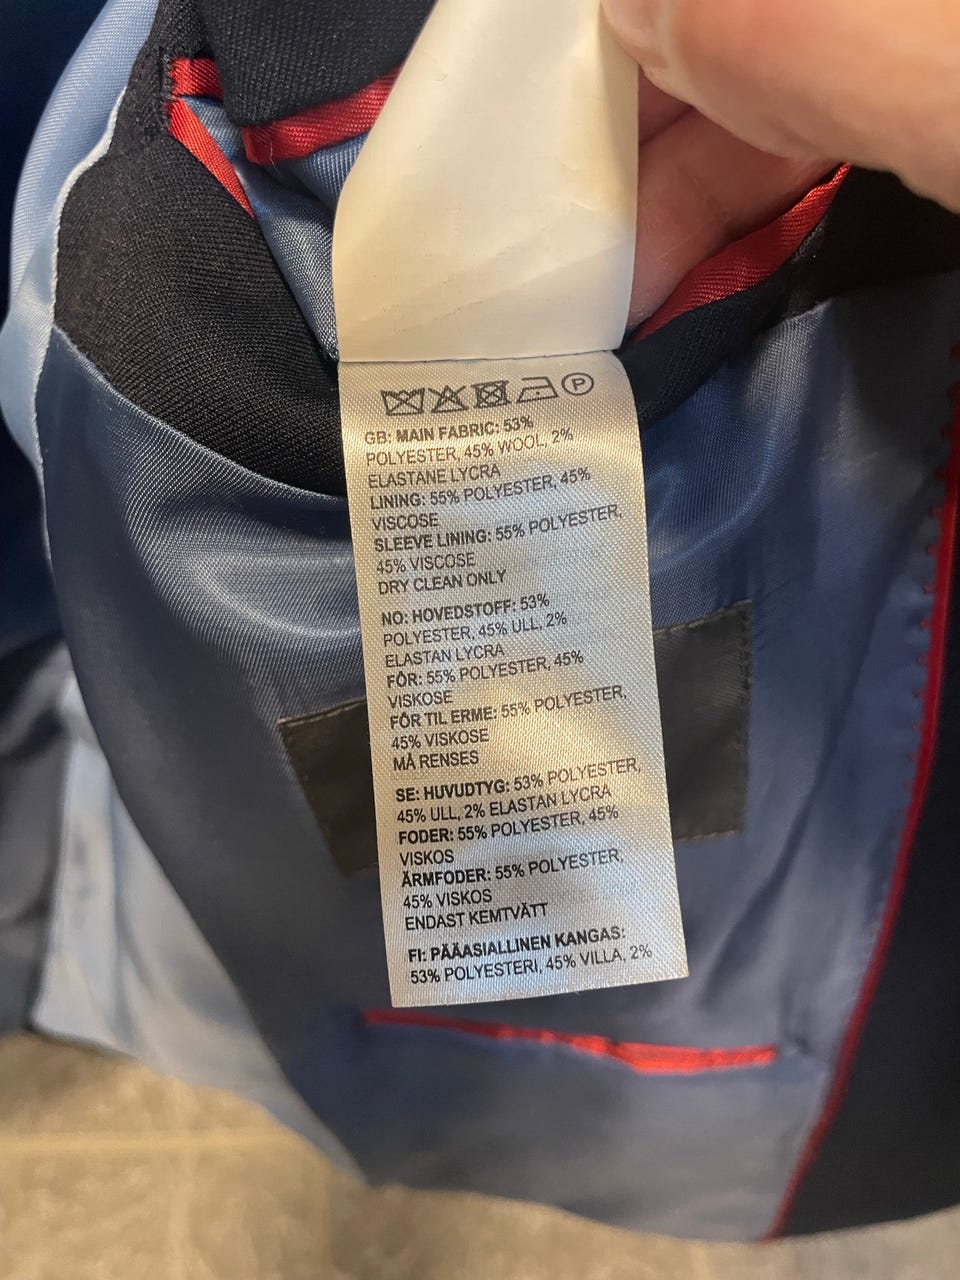 P
GB: MAIN FABRIC: 53%
POLYESTER, 45% WOOL, 2%
ELASTANE LYCRA
LINING: 55% POLYESTER, 45%
VISCOSE
SLEEVE LINING: 55% POLYESTER,
45% VISCOSE
DRY CLEAN ONLY
NO: HOVEDSTOFF: 53%
POLYESTER, 45% ULL, 2%
ELASTAN LYCRA
FÔR: 55% POLYESTER, 45%
VISKOSE
FÔR TIL ERME: 55% POLYESTER,
45% VISKOSE
MÅ RENSES
SE: HUVUDTYG: 53% POLYESTER,
45% ULL, 2% ELASTAN LYCRA
FODER: 55% POLYESTER, 45%
VISKOS
ÄRMFODER: 55% POLYESTER,
45% VISKOS
ENDAST KEMTVÄTT
FI: PÄÄASIALLINEN KANGAS:
53% POLYESTERI, 45% VILLA, 2%